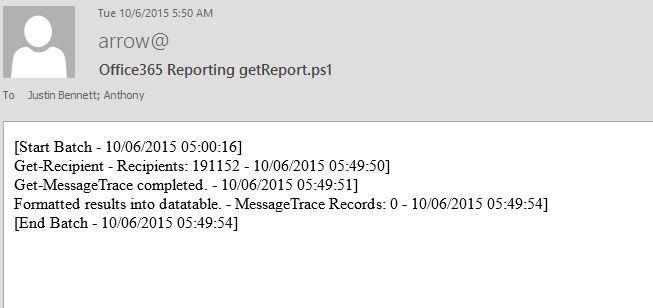 Tue 10/6/2015 5:50 AM
arrow@
Office365 Reporting getReport.ps1
To Justin Bennett; Anthony
[Start Batch - 10/06/2015 05:00:16]
Get-Recipient - Recipients: 191152 - 10/06/2015 05:49:50]
Get-MessageTrace completed. - 10/06/2015 05:49:51]
Formatted results into datatable. - MessageTrace Records: 0 - 10/06/2015 05:49:54]
[End Batch - 10/06/2015 05:49:54]